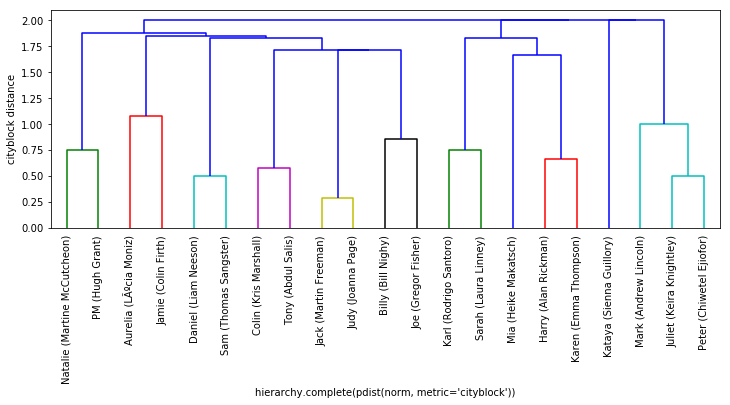 2.00
1.75
1.50
1.25
1.00
0.75
0.50
0.25
0.00
cityblock distance
Natalie (Martine McCutcheon)
PM (Hugh Grant)
Aurelia (LÃºcia Moniz)
Jamie (Colin Firth)
Daniel (Liam Neeson)
Sam (Thomas Sangster)
Colin (Kris Marshall)
Tony (Abdul Salis)
Jack (Martin Freeman)
Judy (Joanna Page)
Billy (Bill Nighy)
Joe (Gregor Fisher)
Karl (Rodrigo Santoro)
Sarah (Laura Linney)
Mia (Heike Makatsch)
Harry (Alan Rickman)
Karen (Emma Thompson)
Kataya (Sienna Guillory)
Mark (Andrew Lincoln)
Juliet (Keira Knightley)
Peter (Chiwetel Ejiofor)
hierarchy.complete(pdist(norm, metric='cityblock'))